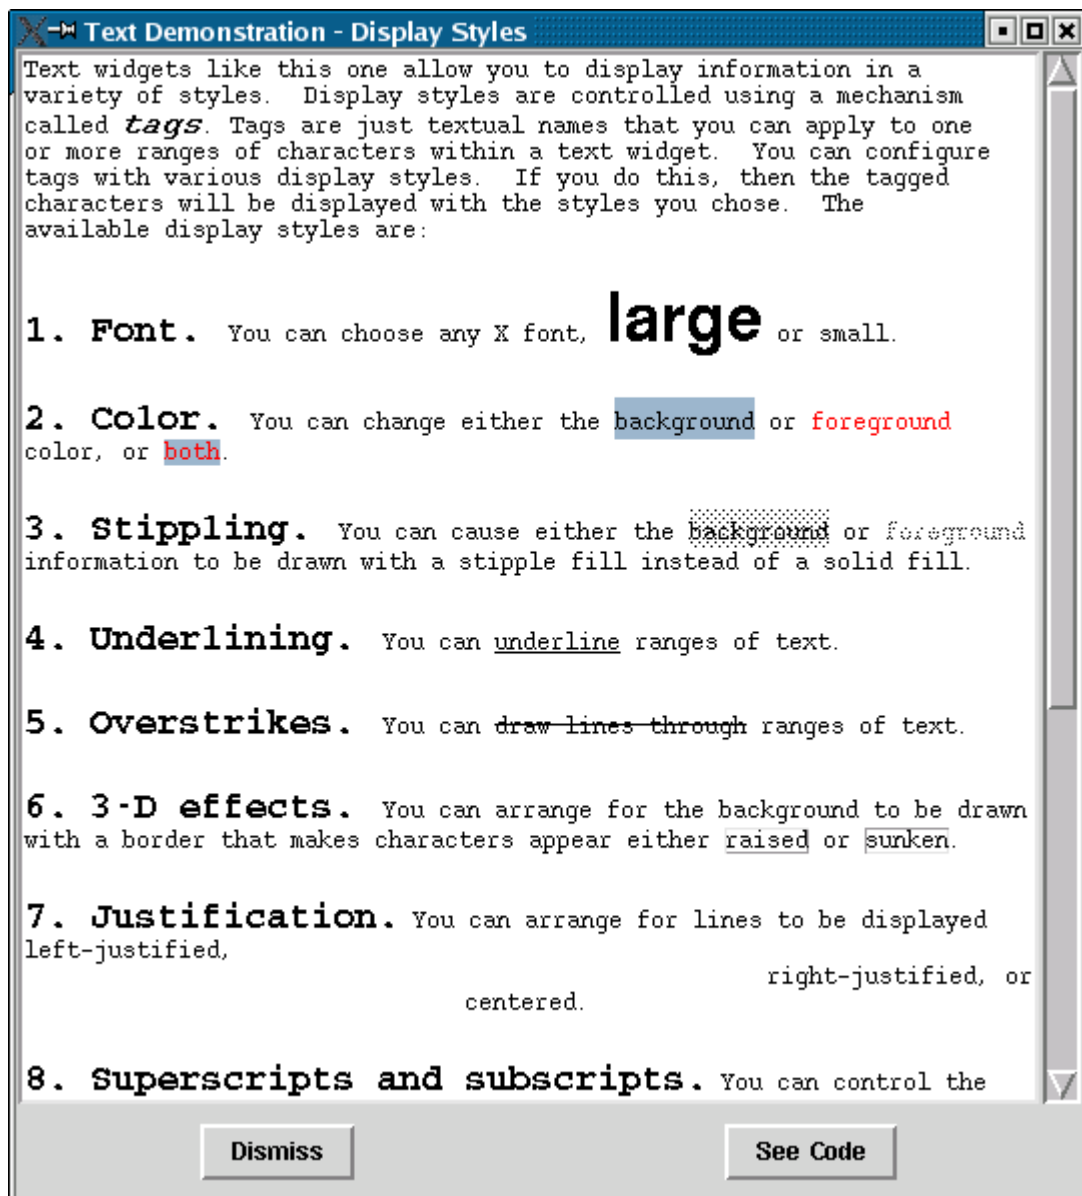 Text Demonstration - Display Styles
Text widgets like this one allow you to display information in a
variety of styles.  Display styles are controlled using a mechanism
called tags. Tags are just textual names that you can apply to one
or more ranges of characters within a text widget.  You can configure
tags with various display styles.  If you do this, then the tagged
characters will be displayed with the styles you chose.  The
available display styles are:
1. Font.  You can choose any X font, large or small.
2. Color.  You can change either the background or foreground
color, or both.
3. Stippling.  You can cause either the background or foreground
information to be drawn with a stipple fill instead of a solid fill.
4. Underlining.  You can underline ranges of text.
5. Overstrikes.  You can draw lines through ranges of text.
6. 3-D effects.  You can arrange for the background to be drawn
with a border that makes characters appear either raised or sunken.
7. Justification. You can arrange for lines to be displayed
left-justified,
right-justified, or
centered.
8. Superscripts and subscripts. You can control the
Dismiss
See Code